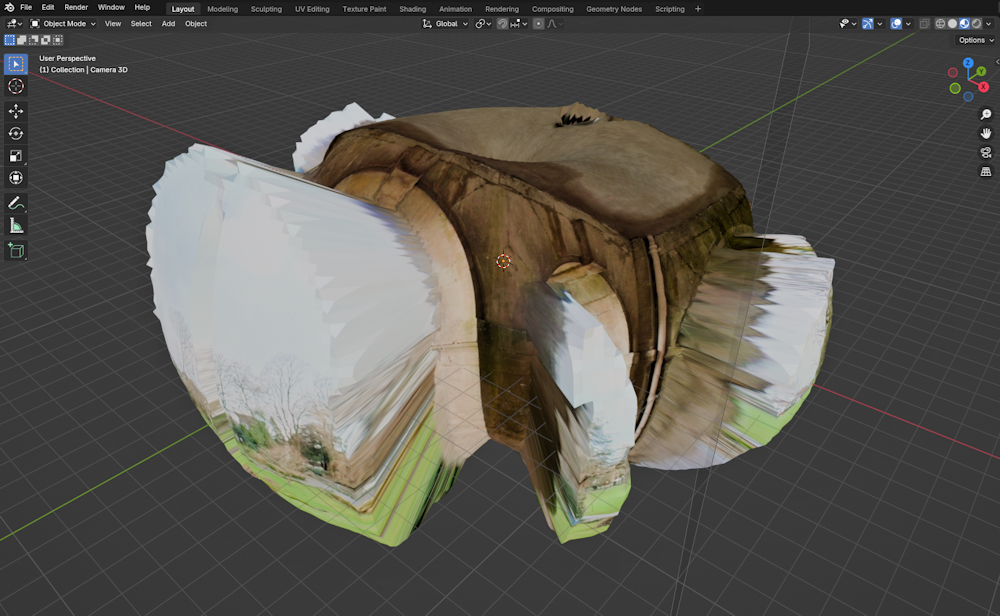 File Edit Render Window Help Layout Modeling Sculpting UV Editing Texture Paint Shading Animation Rendering Compositing Geometry Nodes Scripting +
Object Mode View Select Add Object Global
Options
User Perspective
(1) Collection | Camera 3D
Z
Y
X